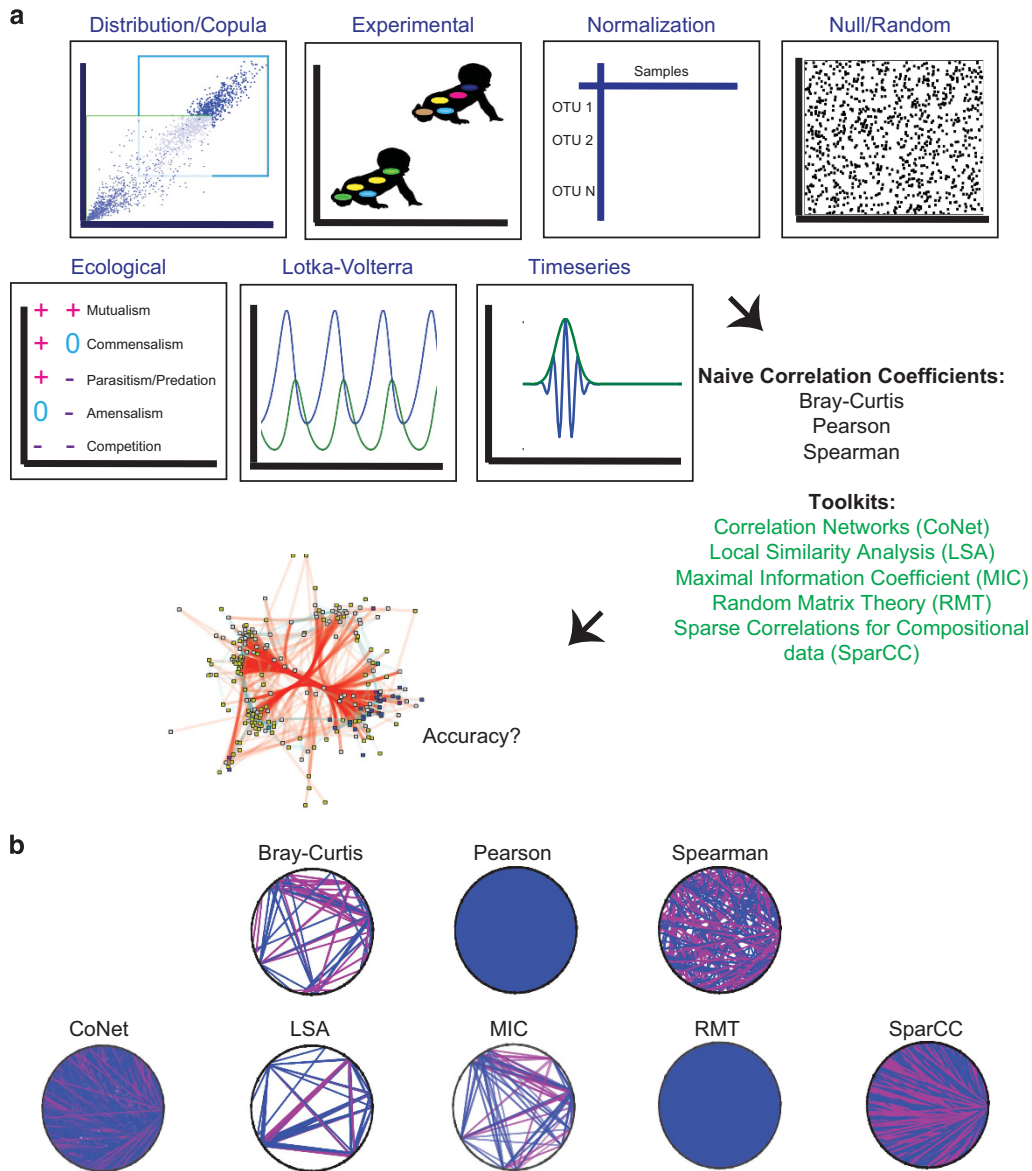 a
Distribution/Copula
Experimental
Normalization
Null/Random
Samples
OTU 1
OTU 2
OTU N
Ecological
Lotka-Volterra
Timeseries
+ + Mutualism
+ 0 Commensalism
+ - Parasitism/Predation
0 - Amensalism
- - Competition
Naive Correlation Coefficients:
Bray-Curtis
Pearson
Spearman
Toolkits:
Correlation Networks (CoNet)
Local Similarity Analysis (LSA)
Maximal Information Coefficient (MIC)
Random Matrix Theory (RMT)
Sparse Correlations for Compositional
data (SparCC)
Accuracy?
b
Bray-Curtis
Pearson
Spearman
CoNet
LSA
MIC
RMT
SparCC